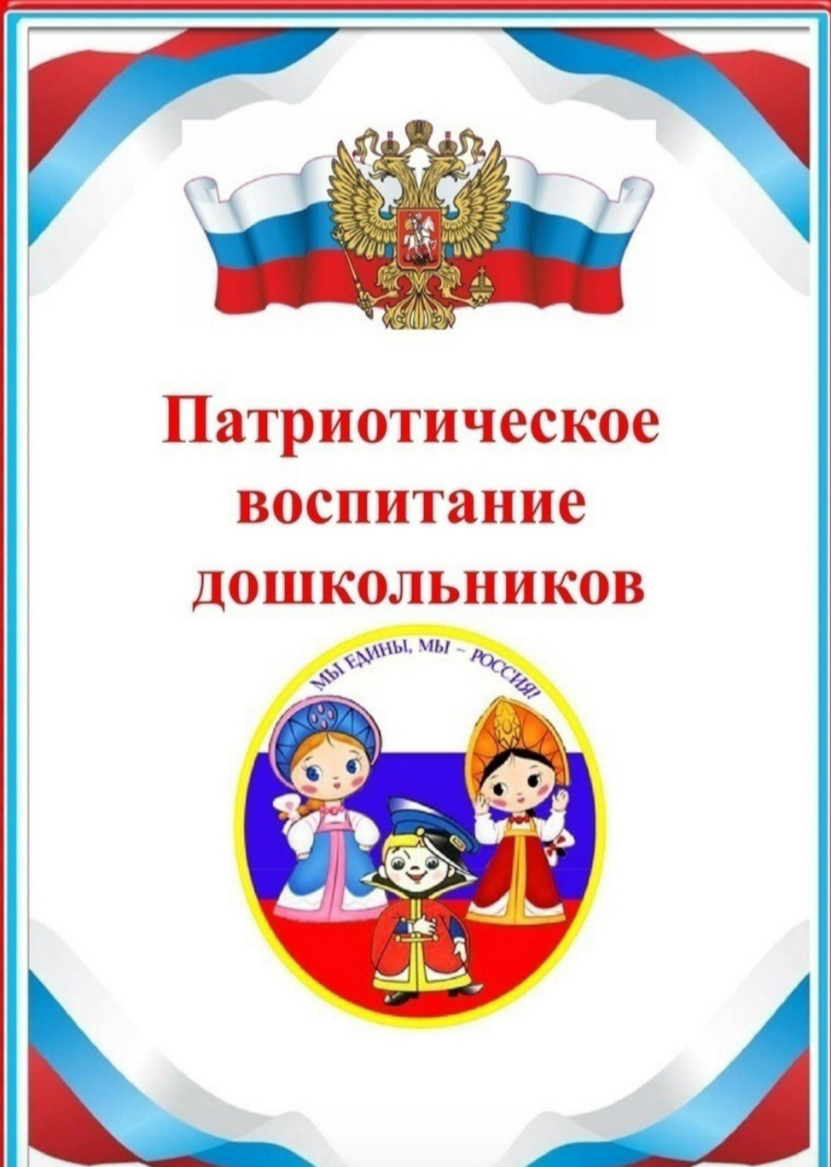 Патриотическое
воспитание
дошкольников
МЫ ЕДИНЫ, МЫ – РОССИЯ!